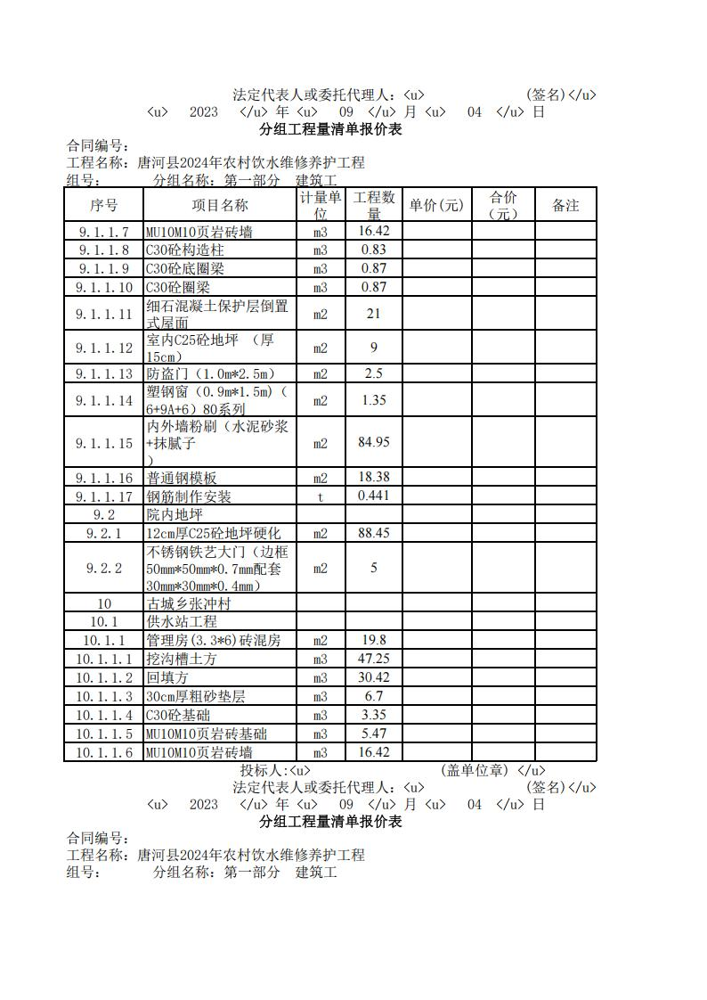 法定代表人或委托代理人：<u> (签名)</u>
<u> 2023 </u> 年 <u> 09 </u> 月 <u> 04 </u> 日
分组工程量清单报价表
合同编号：
工程名称：唐河县2024年农村饮水维修养护工程
组号： 分组名称：第一部分 建筑工
序号 项目名称 计量单位 工程数量 单价(元) 合价（元） 备注
9.1.1.7 MU10M10页岩砖墙 m3 16.42
9.1.1.8 C30砼构造柱 m3 0.83
9.1.1.9 C30砼底圈梁 m3 0.87
9.1.1.10 C30砼圈梁 m3 0.87
9.1.1.11 细石混凝土保护层倒置式屋面 m2 21
9.1.1.12 室内C25砼地坪 （厚15cm） m2 9
9.1.1.13 防盗门（1.0m*2.5m） m2 2.5
9.1.1.14 塑钢窗（0.9m*1.5m)（6+9A+6）80系列 m2 1.35
9.1.1.15 内外墙粉刷（水泥砂浆+抹腻子） m2 84.95
9.1.1.16 普通钢模板 m2 18.38
9.1.1.17 钢筋制作安装 t 0.441
9.2 院内地坪
9.2.1 12cm厚C25砼地坪硬化 m2 88.45
9.2.2 不锈钢铁艺大门（边框50mm*50mm*0.7mm配套30mm*30mm*0.4mm） m2 5
10 古城乡张冲村
10.1 供水站工程
10.1.1 管理房(3.3*6)砖混房 m2 19.8
10.1.1.1 挖沟槽土方 m3 47.25
10.1.1.2 回填方 m3 30.42
10.1.1.3 30cm厚粗砂垫层 m3 6.7
10.1.1.4 C30砼基础 m3 3.35
10.1.1.5 MU10M10页岩砖基础 m3 5.47
10.1.1.6 MU10M10页岩砖墙 m3 16.42
投标人:<u> (盖单位章) </u>
法定代表人或委托代理人：<u> (签名)</u>
<u> 2023 </u> 年 <u> 09 </u> 月 <u> 04 </u> 日
分组工程量清单报价表
合同编号：
工程名称：唐河县2024年农村饮水维修养护工程
组号： 分组名称：第一部分 建筑工